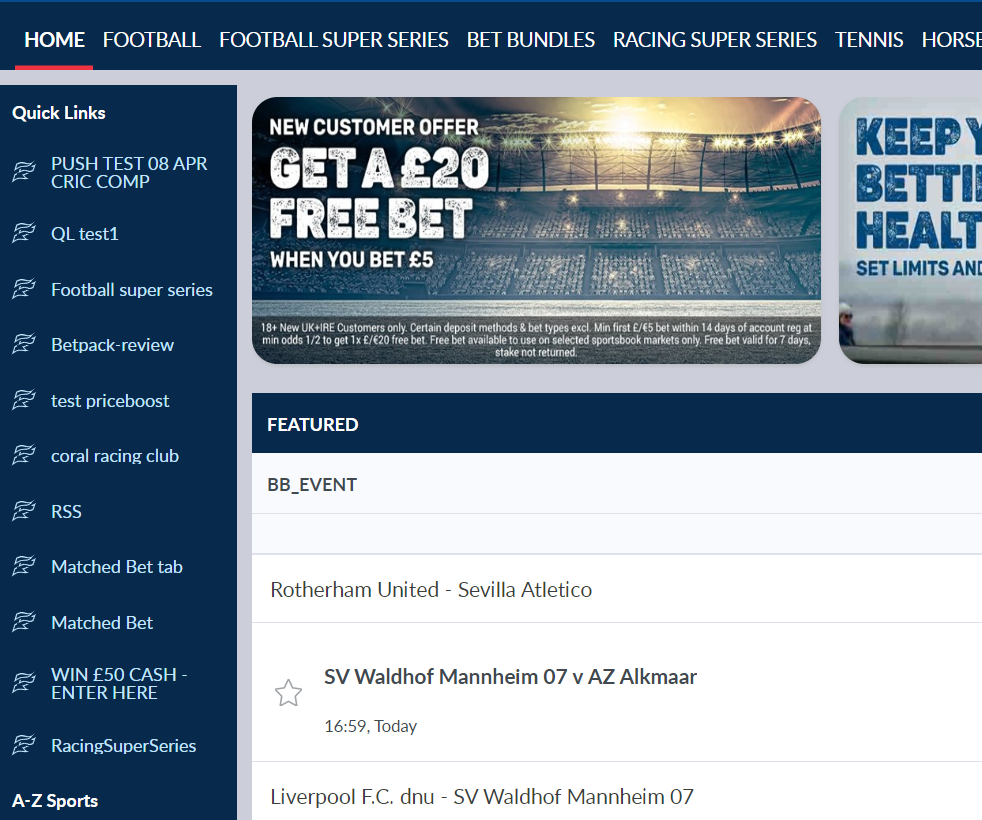 HOME FOOTBALL FOOTBALL SUPER SERIES BET BUNDLES RACING SUPER SERIES TENNIS
Quick Links
PUSH TEST 08 APR
CRIC COMP
QL test1
Football super series
Betpack-review
test priceboost
coral racing club
RSS
Matched Bet tab
Matched Bet
WIN £50 CASH -
ENTER HERE
RacingSuperSeries
A-Z Sports
NEW CUSTOMER OFFER
GET A £20
FREE BET
WHEN YOU BET £5
18+ New UK+IRE Customers only. Certain deposit methods & bet types excl. Min first £/€5 bet within 14 days of account reg at
min odds 1/2 to get 1x £/€20 free bet. Free bet available to use on selected sportsbook markets only. Free bet valid for 7 days,
stake not returned.
KEEP
SET LIMITS AND
FEATURED
BB_EVENT
Rotherham United - Sevilla Atletico
SV Waldhof Mannheim 07 v AZ Alkmaar
16:59, Today
Liverpool F.C. dnu - SV Waldhof Mannheim 07